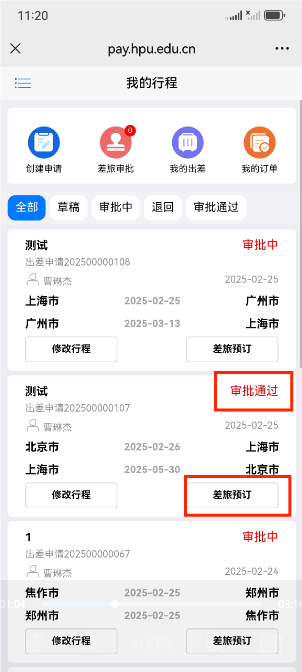 11:20
pay.hpu.edu.cn
我的行程
0
创建申请 差旅审批 我的出差 我的订单
全部 草稿 审批中 退回 审批通过
测试 审批中
出差申请202500000108
曹琳杰 2025-02-25
上海市 2025-02-25 广州市
广州市 2025-03-13 上海市
修改行程 差旅预订
测试 审批通过
出差申请202500000107
曹琳杰 2025-02-25
北京市 2025-02-26 上海市
上海市 2025-05-30 北京市
修改行程 差旅预订
1 审批中
出差申请202500000067
曹琳杰 2025-02-24
焦作市 2025-02-25 郑州市
01:04
郑州市 2025-02-25 焦作市
修改行程 差旅预订